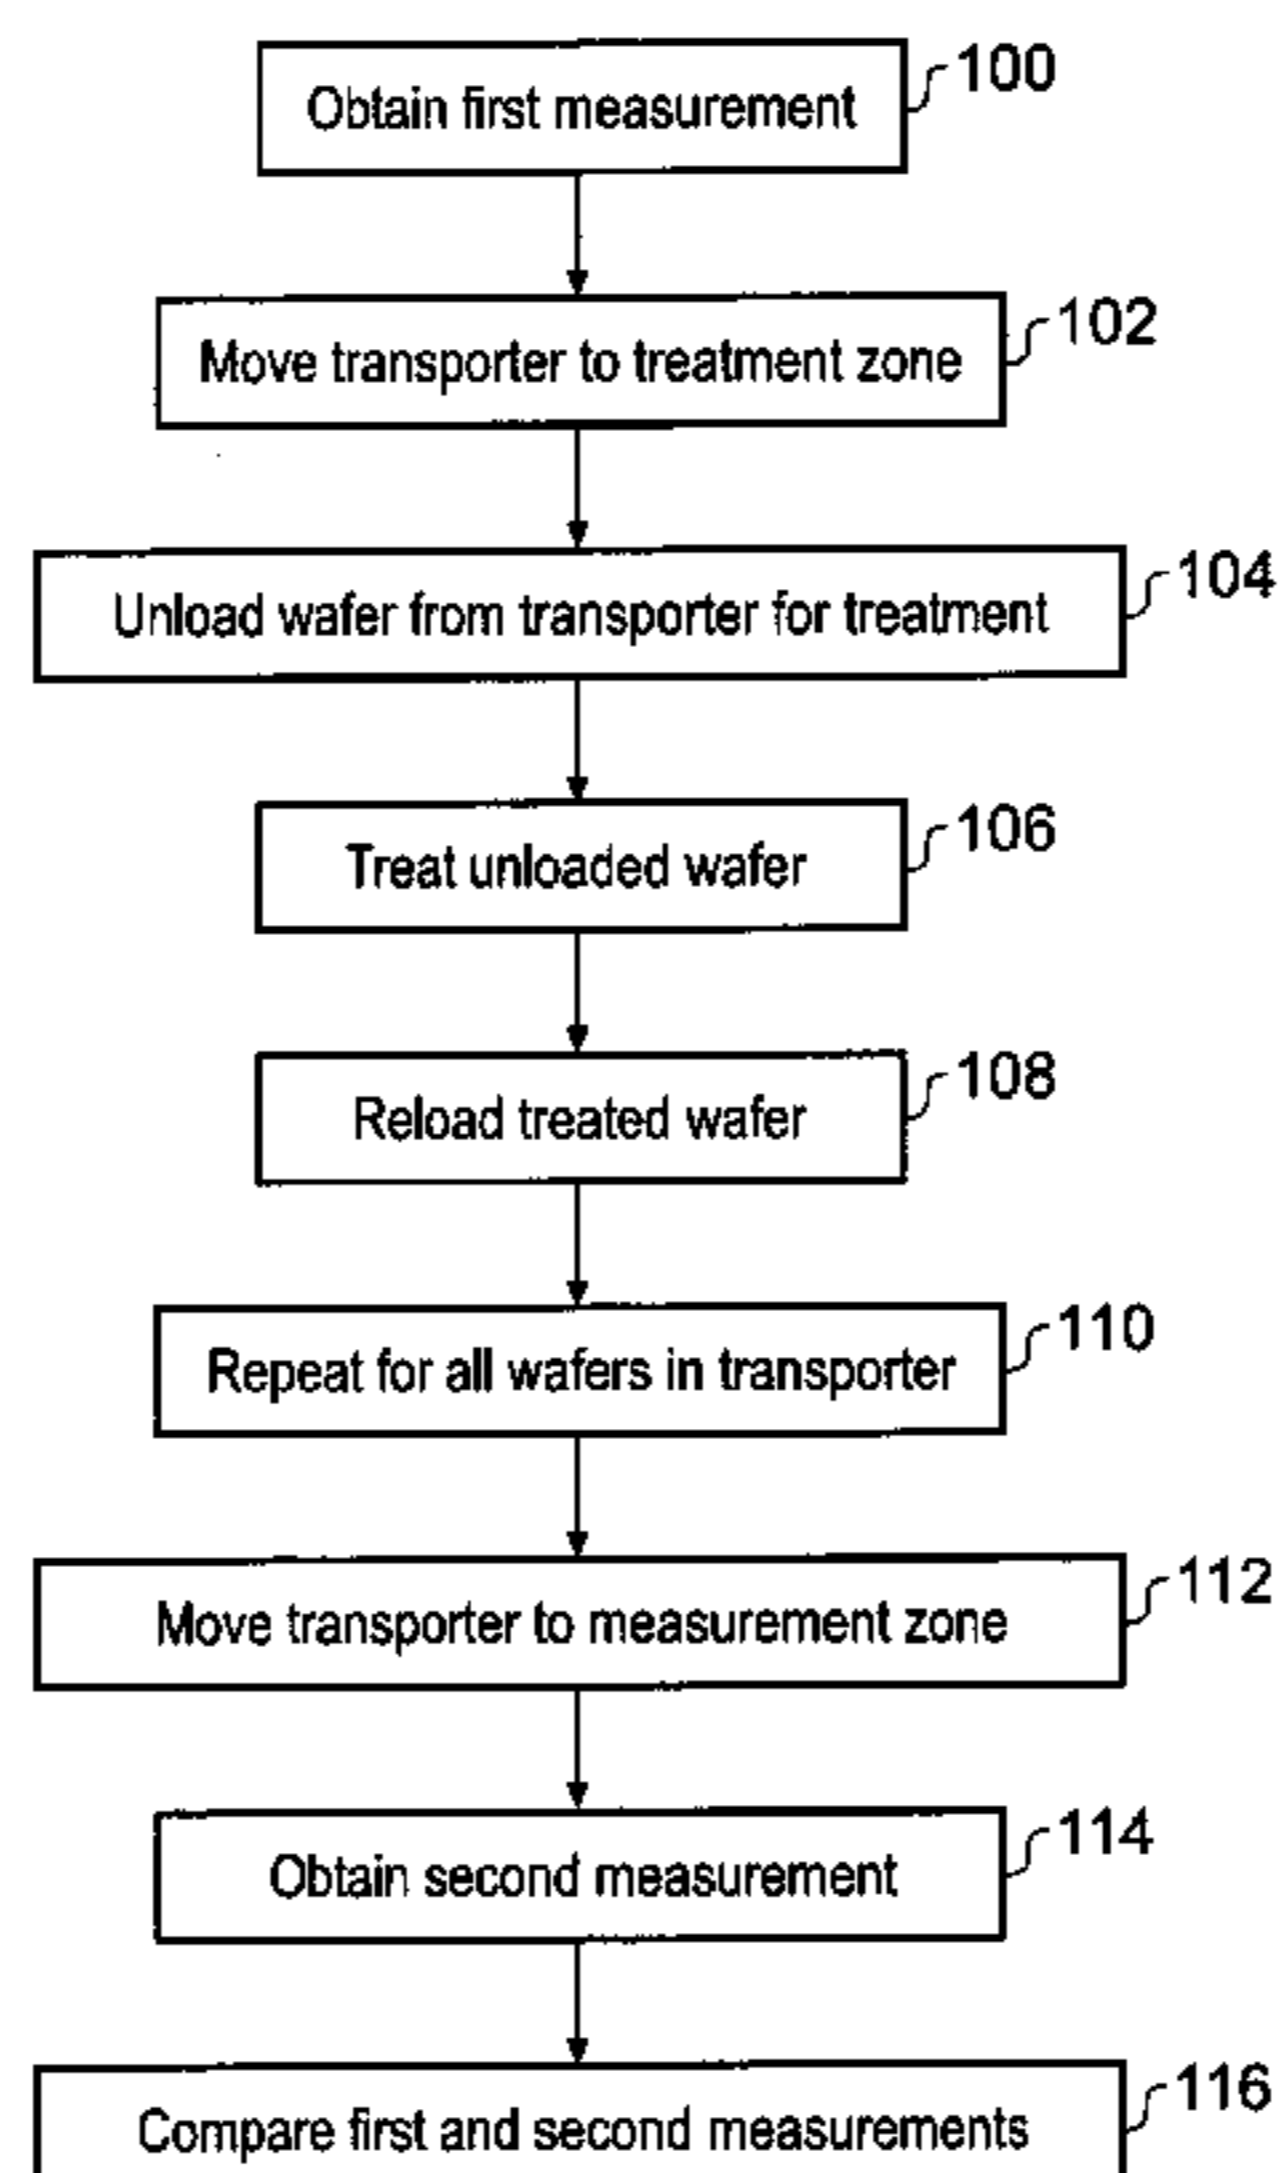 Obtain first measurement 100
Move transporter to treatment zone 102
Unload wafer from transporter for treatment 104
Treat unloaded wafer 106
Reload treated wafer 108
Repeat for all wafers in transporter 110
Move transporter to measurement zone 112
Obtain second measurement 114
Compare first and second measurements 116